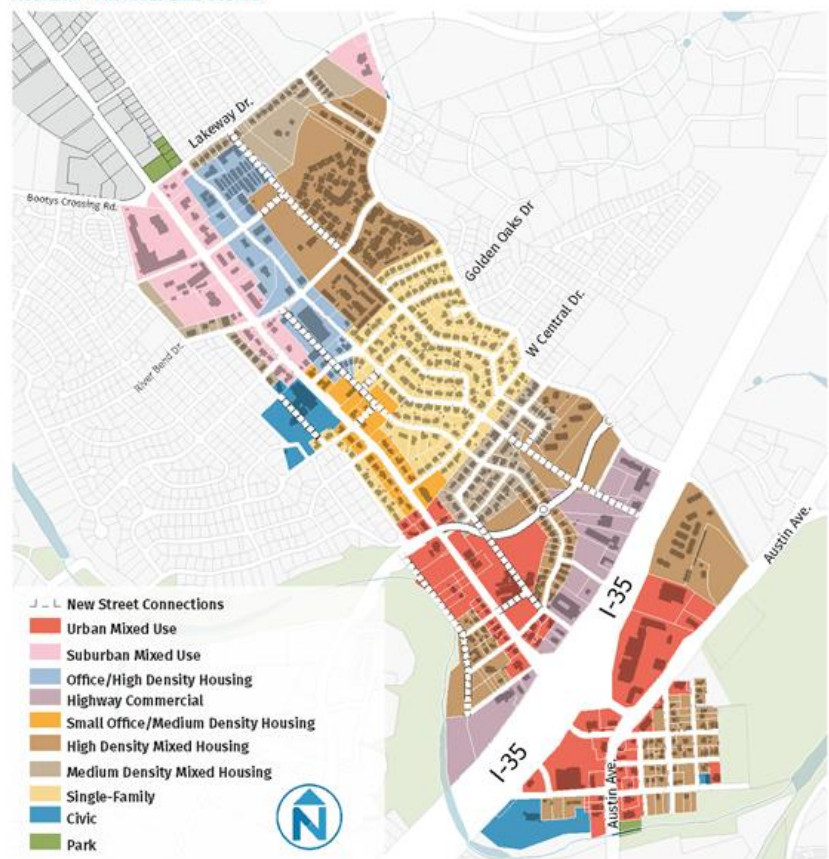 Lakeway Dr.
Bootys Crossing Rd.
Golden Oaks Dr
W Central Dr.
River Bend Dr.
Austin Ave.
I-35
I-35
Austin Ave.
New Street Connections
Urban Mixed Use
Suburban Mixed Use
Office/High Density Housing
Highway Commercial
Small Office/Medium Density Housing
High Density Mixed Housing
Medium Density Mixed Housing
Single-Family
Civic
Park
N